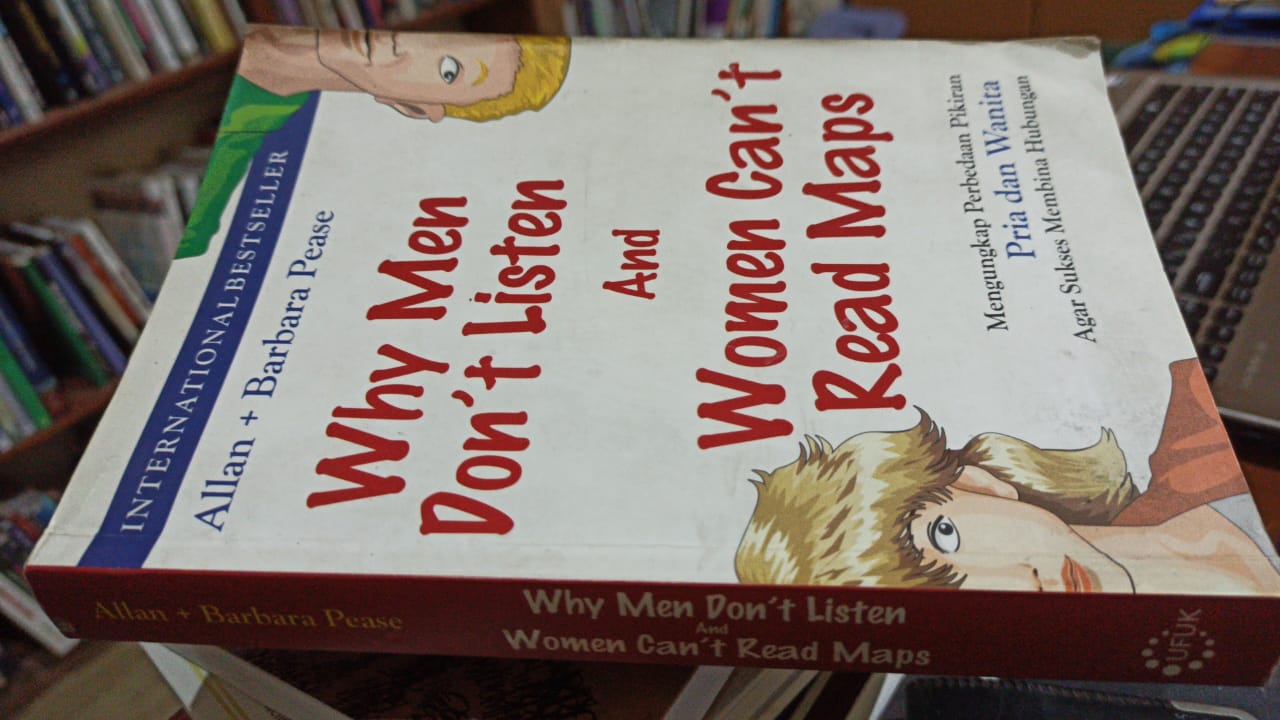 INTERNATIONAL BESTSELLER
Allan + Barbara Pease
Why Men
Don't Listen
And
Women Can't
Read Maps
Mengungkap Perbedaan Pikiran
Pria dan Wanita
Agar Sukses Membina Hubungan
Allan + Barbara Pease
Why Men Don't Listen
And
Women Can't Read Maps
UFUK